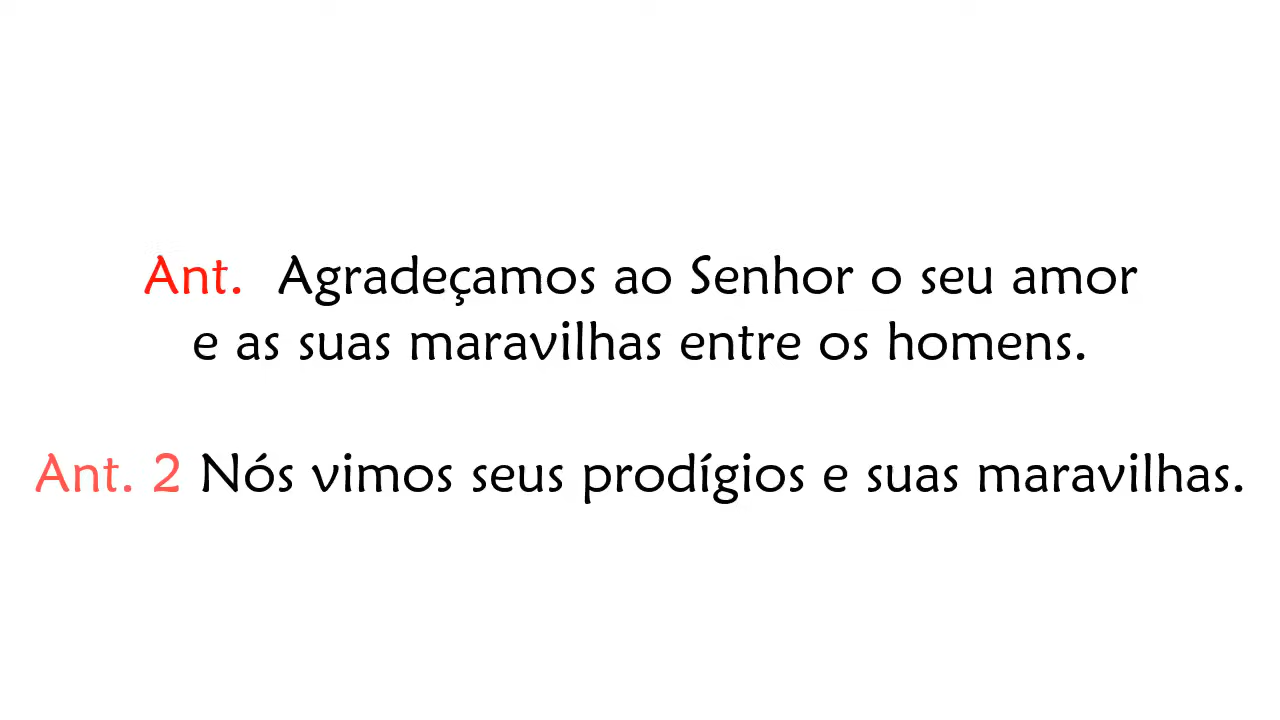 Ant. Agradeçamos ao Senhor o seu amor
e as suas maravilhas entre os homens.
Ant. 2 Nós vimos seus prodígios e suas maravilhas.